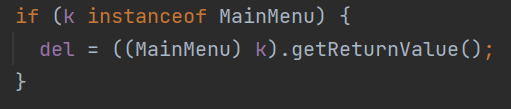 if (k instanceof MainMenu) {
  del = ((MainMenu) k).getReturnValue();
}